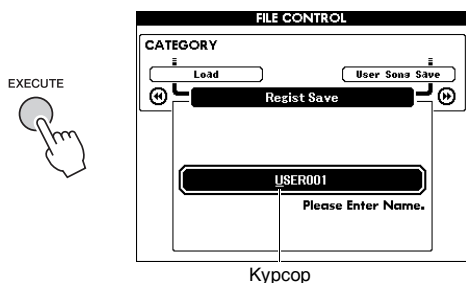 FILE CONTROL
CATEGORY
Load
User Song Save
EXECUTE
Regist Save
USER001
Please Enter Name.
Курсор